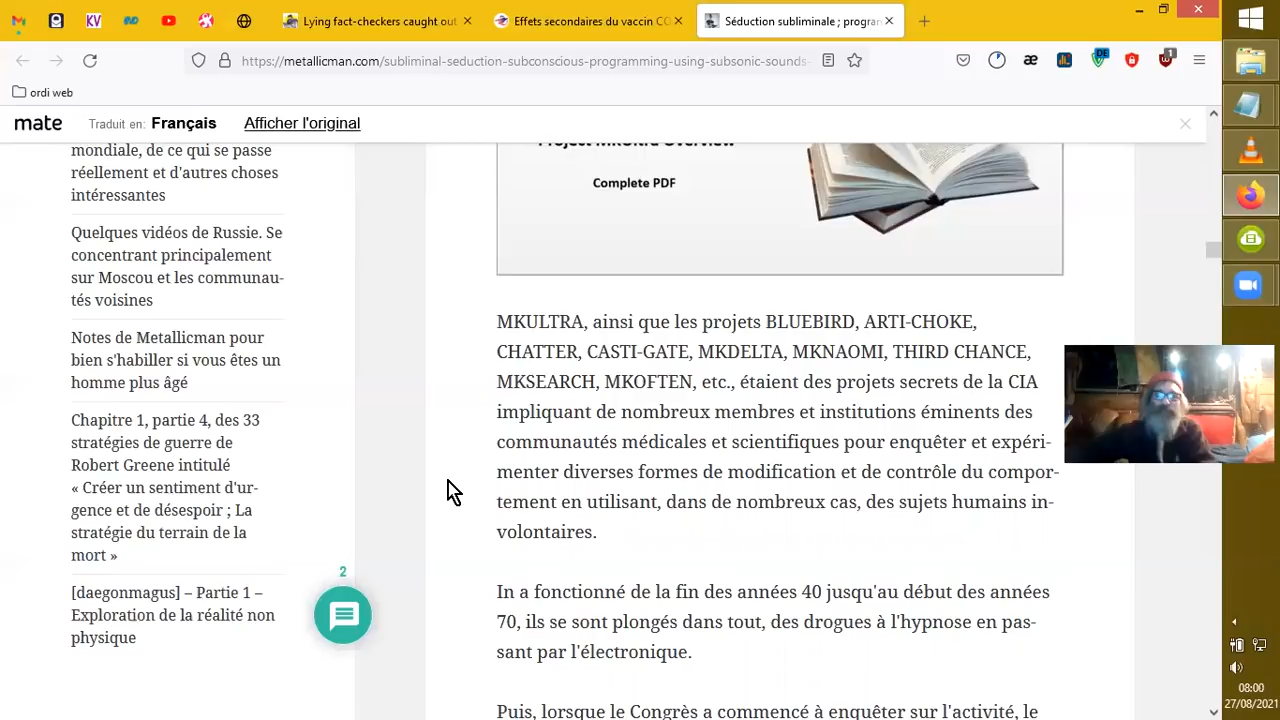 Lying fact-checkers caught out
Effets secondaires du vaccin CO
Séduction subliminale ; program
https://metallicman.com/subliminal-seduction-subconscious-programming-using-subsonic-sounds-
ordi web
mate
Traduit en: Français
Afficher l'original
mondiale, de ce qui se passe
réellement et d'autres choses
intéressantes
Quelques vidéos de Russie. Se
concentrant principalement
sur Moscou et les communau-
tés voisines
Notes de Metallicman pour
bien s'habiller si vous êtes un
homme plus âgé
Chapitre 1, partie 4, des 33
stratégies de guerre de
Robert Greene intitulé
« Créer un sentiment d'ur-
gence et de désespoir ; La
stratégie du terrain de la
mort »
[daegonmagus] – Partie 1 –
Exploration de la réalité non
physique
2
Project MKUltra Overview
Complete PDF
MKULTRA, ainsi que les projets BLUEBIRD, ARTI-CHOKE,
CHATTER, CASTI-GATE, MKDELTA, MKNAOMI, THIRD CHANCE,
MKSEARCH, MKOFTEN, etc., étaient des projets secrets de la CIA
impliquant de nombreux membres et institutions éminents des
communautés médicales et scientifiques pour enquêter et expéri-
menter diverses formes de modification et de contrôle du compor-
tement en utilisant, dans de nombreux cas, des sujets humains in-
volontaires.
In a fonctionné de la fin des années 40 jusqu'au début des années
70, ils se sont plongés dans tout, des drogues à l'hypnose en pas-
sant par l'électronique.
Puis, lorsque le Congrès a commencé à enquêter sur l'activité, le
KV
DE
1
08:00
27/08/2021